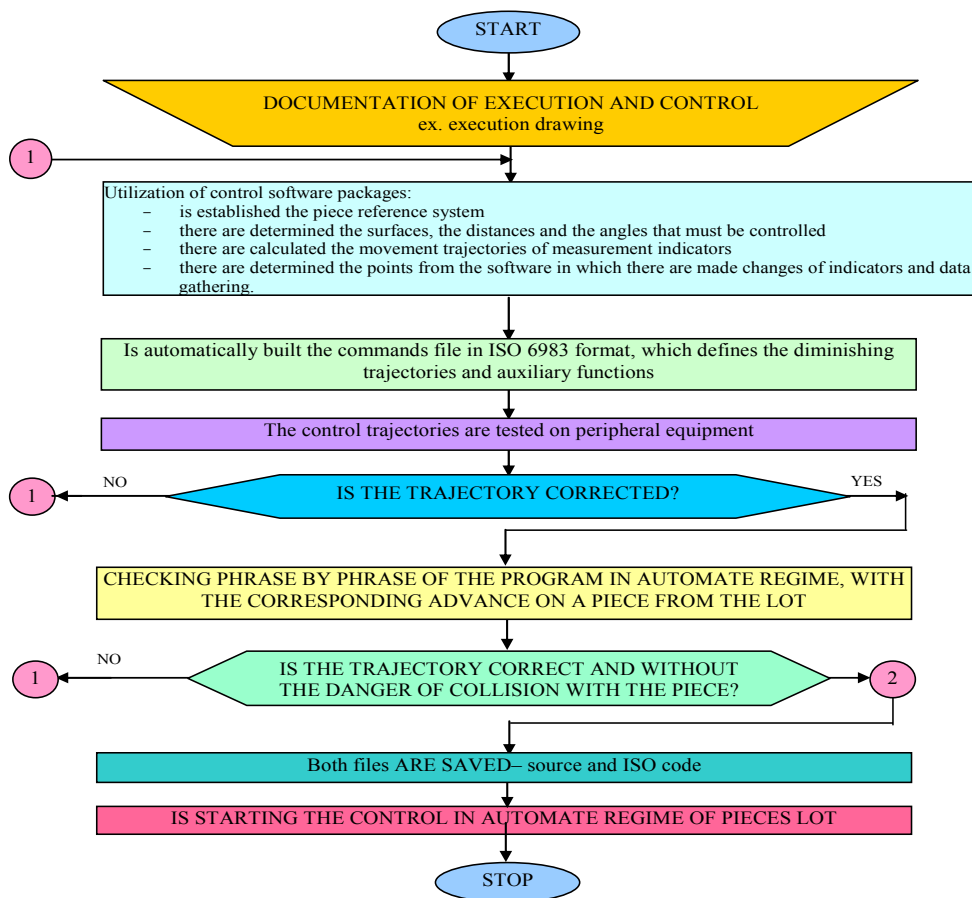 START
DOCUMENTATION OF EXECUTION AND CONTROL
ex. execution drawing
1
Utilization of control software packages:
– is established the piece reference system
– there are determined the surfaces, the distances and the angles that must be controlled
– there are calculated the movement trajectories of measurement indicators
– there are determined the points from the software in which there are made changes of indicators and data
gathering.
Is automatically built the commands file in ISO 6983 format, which defines the diminishing
trajectories and auxiliary functions
The control trajectories are tested on peripheral equipment
NO
YES
1
IS THE TRAJECTORY CORRECTED?
CHECKING PHRASE BY PHRASE OF THE PROGRAM IN AUTOMATE REGIME, WITH
THE CORRESPONDING ADVANCE ON A PIECE FROM THE LOT
NO
1
IS THE TRAJECTORY CORRECT AND WITHOUT
THE DANGER OF COLLISION WITH THE PIECE?
2
Both files ARE SAVED– source and ISO code
IS STARTING THE CONTROL IN AUTOMATE REGIME OF PIECES LOT
STOP